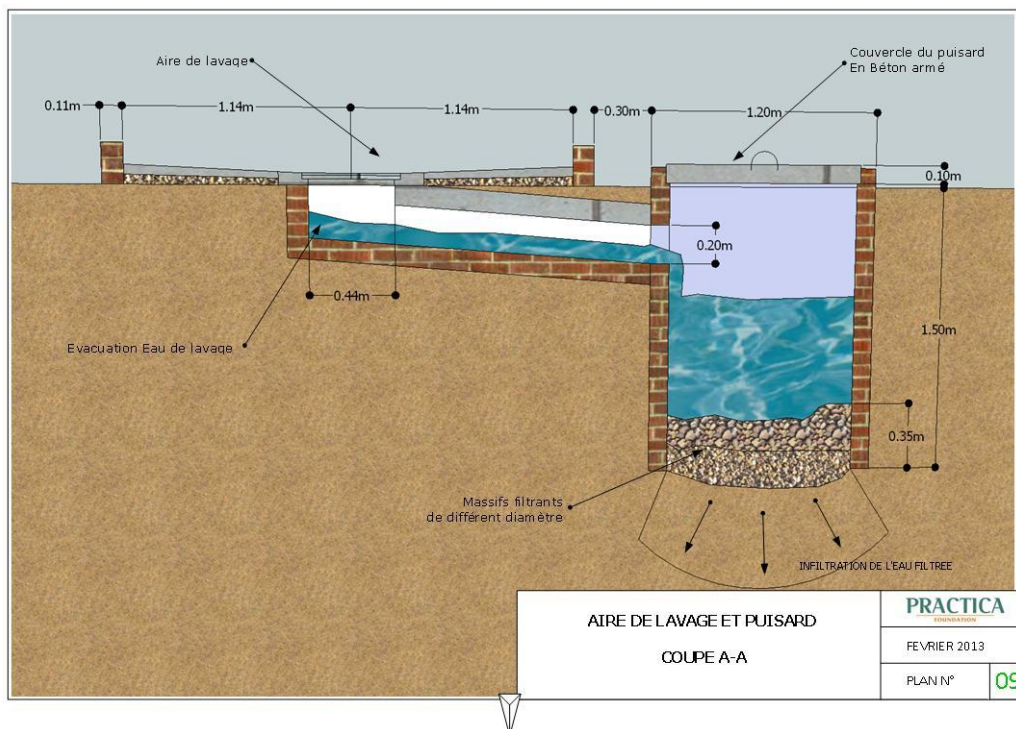 Aire de lavage
Couvercle du puisard
En Béton armé
0.11m
1.14m
1.14m
0.30m
1.20m
0.10m
0.20m
0.44m
1.50m
Evacuation Eau de lavage
0.35m
Massifs filtrants
de différent diamètre
INFILTRATION DE L'EAU FILTREE
AIRE DE LAVAGE ET PUISARD
COUPE A-A
PRACTICA
FOUNDATION
FEVRIER 2013
PLAN N° 09